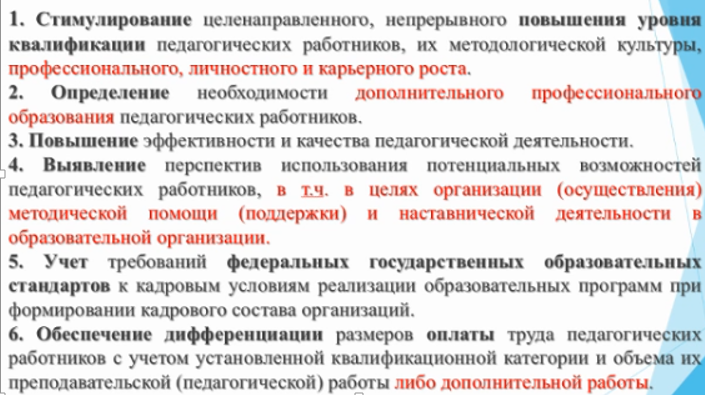 1. Стимулирование целенаправленного, непрерывного повышения уровня
квалификации педагогических работников, их методологической культуры,
профессионального, личностного и карьерного роста.
2. Определение необходимости дополнительного профессионального
образования педагогических работников.
3. Повышение эффективности и качества педагогической деятельности.
4. Выявление перспектив использования потенциальных возможностей
педагогических работников, в т.ч. в целях организации (осуществления)
методической помощи (поддержки) и наставнической деятельности в
образовательной организации.
5. Учет требований федеральных государственных образовательных
стандартов к кадровым условиям реализации образовательных программ при
формировании кадрового состава организаций.
6. Обеспечение дифференциации размеров оплаты труда педагогических
работников с учетом установленной квалификационной категории и объема их
преподавательской (педагогической) работы либо дополнительной работы.